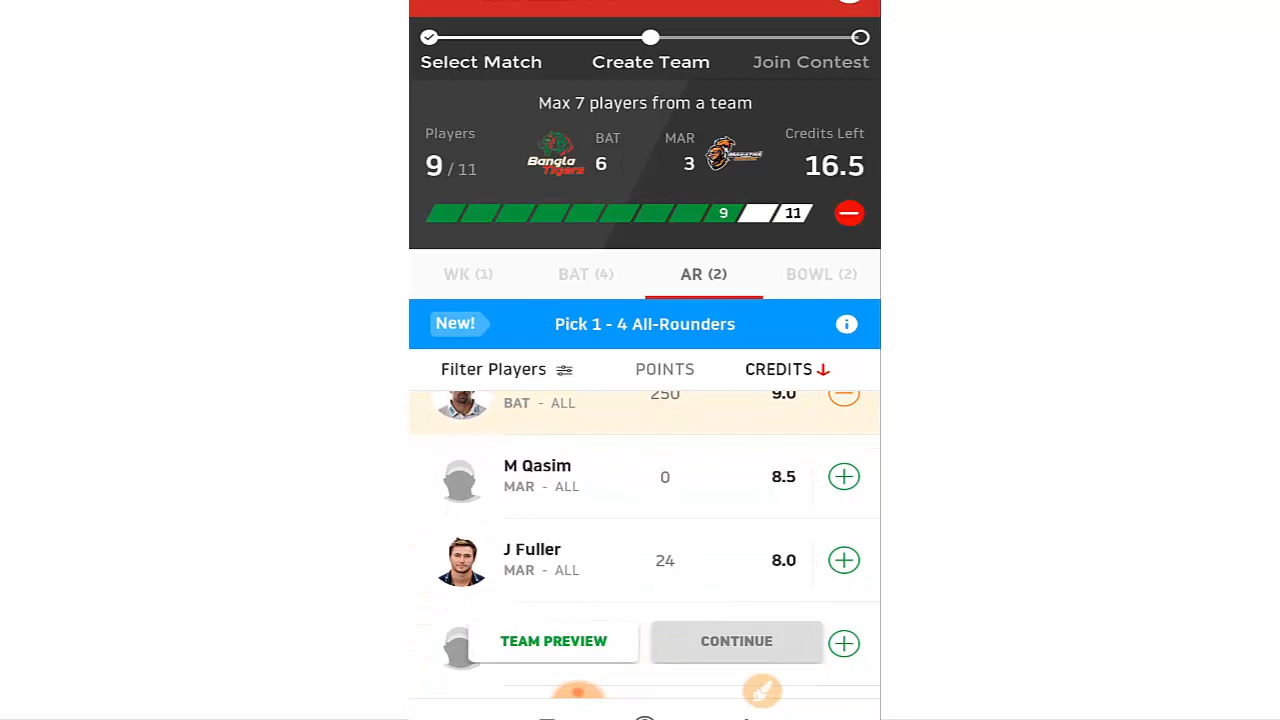 Select Match Create Team Join Contest
Max 7 players from a team
Players BAT MAR Credits Left
9 / 11 Bangla Tigers 6 3 MARATHA 16.5
9 11
WK (1) BAT (4) AR (2) BOWL (2)
New! Pick 1 - 4 All-Rounders
Filter Players POINTS CREDITS
BAT - ALL 250 9.0
M Qasim
MAR - ALL 0 8.5
J Fuller
MAR - ALL 24 8.0
TEAM PREVIEW CONTINUE